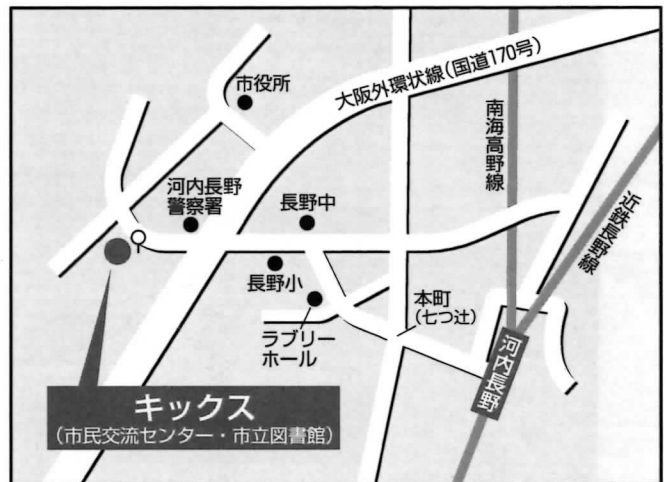 大阪外環状線(国道170号)
市役所
南海高野線
近鉄長野線
河内長野
警察署
長野中
長野小
ラブリー
ホール
本町
(七つ辻)
河内長野
キックス
(市民交流センター・市立図書館)